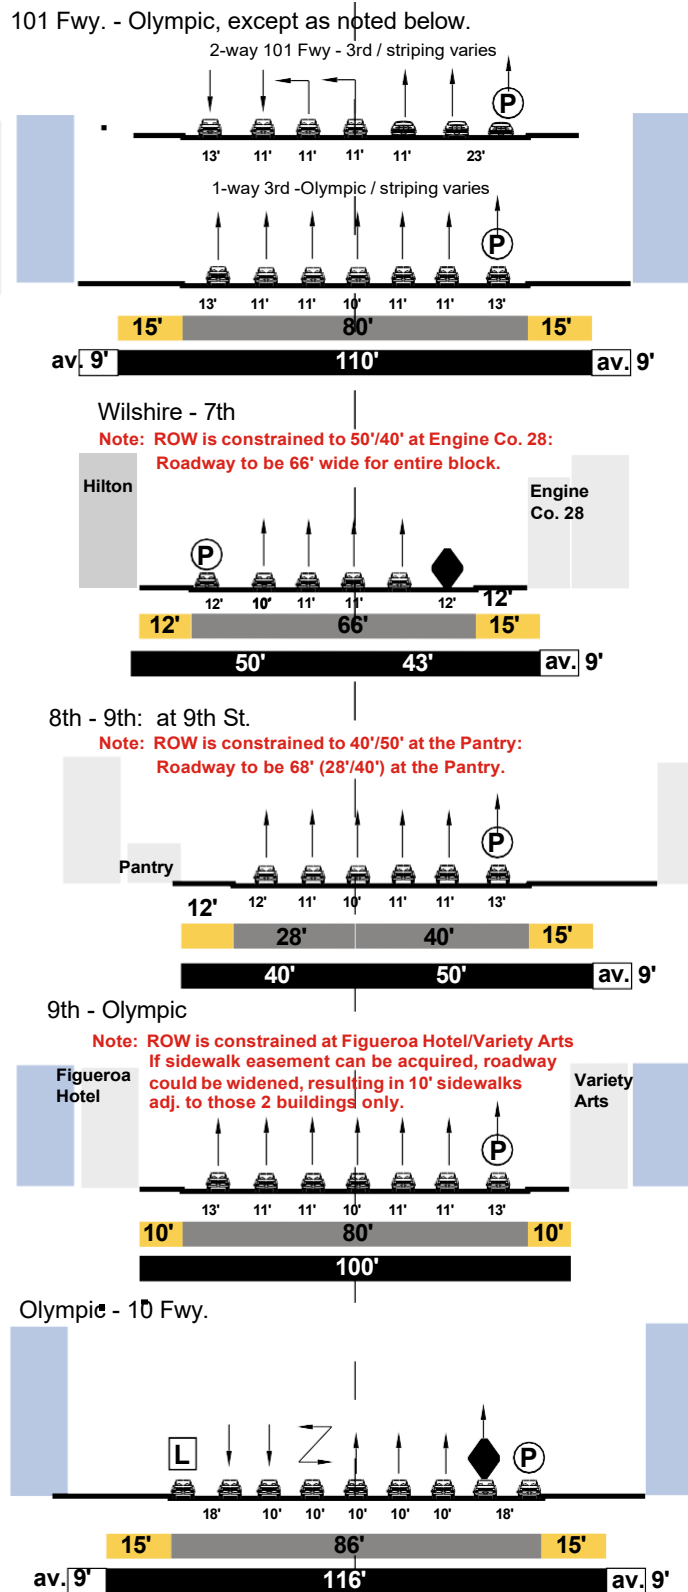 101 Fwy. - Olympic, except as noted below.
2-way 101 Fwy - 3rd / striping varies
P
13' 11' 11' 11' 11' 23'
1-way 3rd -Olympic / striping varies
P
13' 11' 11' 10' 11' 11' 13'
15' 80' 15'
av. 9' 110' av. 9'
Wilshire - 7th
Note: ROW is constrained to 50'/40' at Engine Co. 28:
Roadway to be 66' wide for entire block.
Hilton
Engine
Co. 28
P
12' 10' 11' 11' 12' 12'
12' 66' 15'
50' 43' av. 9'
8th - 9th: at 9th St.
Note: ROW is constrained to 40'/50' at the Pantry:
Roadway to be 68' (28'/40') at the Pantry.
P
Pantry
12' 12' 11' 10' 11' 11' 13'
28' 40' 15'
40' 50' av. 9'
9th - Olympic
Note: ROW is constrained at Figueroa Hotel/Variety Arts
If sidewalk easement can be acquired, roadway
could be widened, resulting in 10' sidewalks
adj. to those 2 buildings only.
Figueroa
Hotel
Variety
Arts
P
13' 11' 11' 10' 11' 11' 13'
10' 80' 10'
100'
Olympic - 10 Fwy.
L P
18' 10' 10' 10' 10' 10' 18'
15' 86' 15'
av. 9' 116' av. 9'